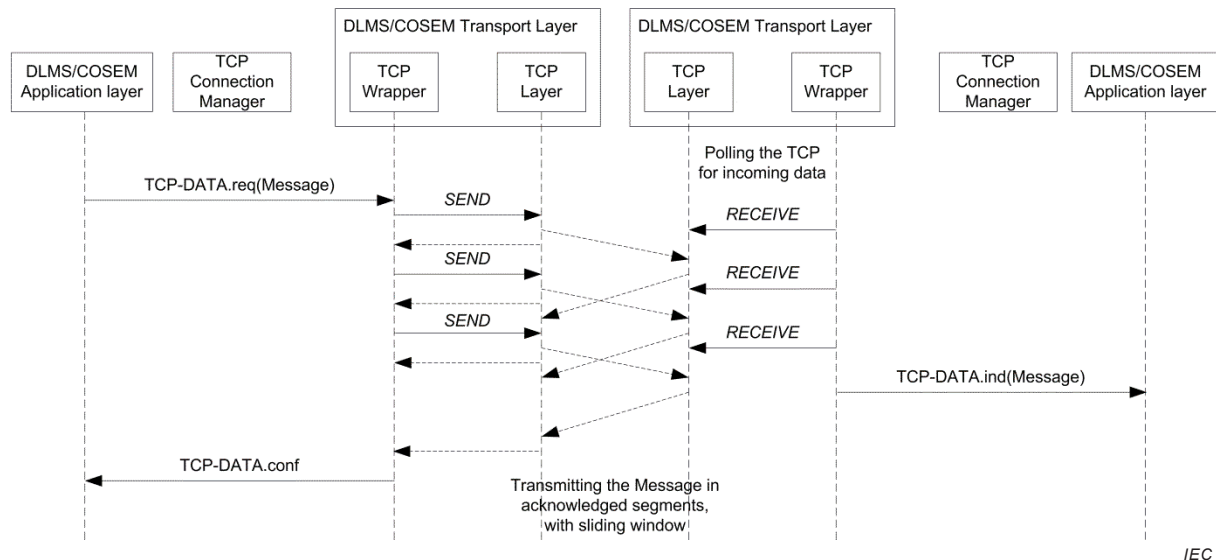 DLMS/COSEM Transport Layer
DLMS/COSEM Transport Layer
DLMS/COSEM
Application layer
TCP
Connection
Manager
TCP
Wrapper
TCP
Layer
TCP
Layer
TCP
Wrapper
TCP
Connection
Manager
DLMS/COSEM
Application layer
Polling the TCP
for incoming data
TCP-DATA.req(Message)
SEND
RECEIVE
SEND
RECEIVE
SEND
RECEIVE
TCP-DATA.ind(Message)
TCP-DATA.conf
Transmitting the Message in
acknowledged segments,
with sliding window
IEC